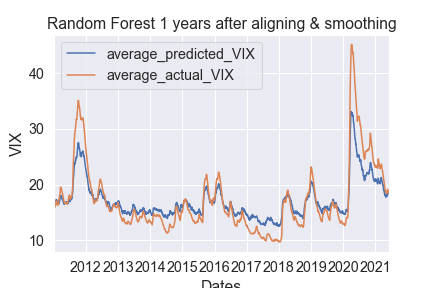 Random Forest 1 years after aligning & smoothing
average_predicted_VIX
average_actual_VIX
VIX
40
30
20
10
2012 2013 2014 2015 2016 2017 2018 2019 2020 2021
Dates